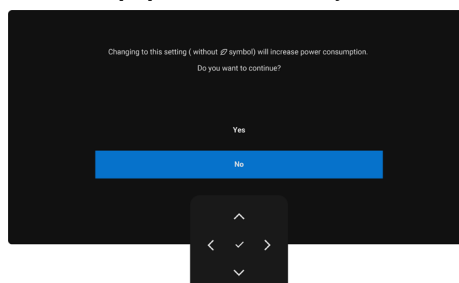 Changing to this setting ( without symbol) will increase power consumption.
Do you want to continue?
Yes
No